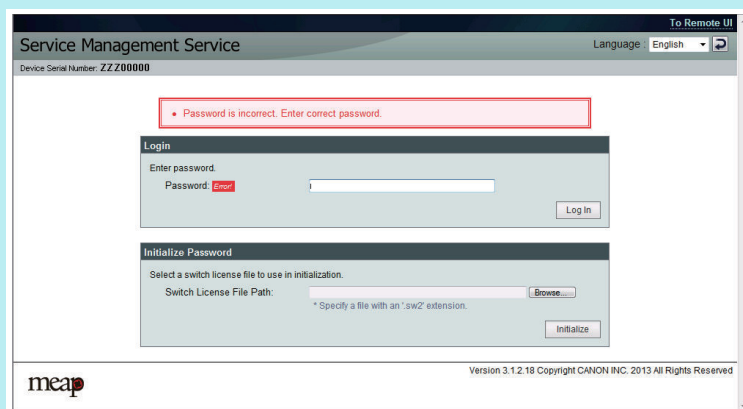 To Remote UI
Service Management Service
Language : English
Device Serial Number: ZZZ00000
• Password is incorrect. Enter correct password.
Login
Enter password.
Password: Error!
Log In
Initialize Password
Select a switch license file to use in initialization.
Switch License File Path: Browse...
* Specify a file with an '.sw2' extension.
Initialize
Version 3.1.2.18 Copyright CANON INC. 2013 All Rights Reserved
meap